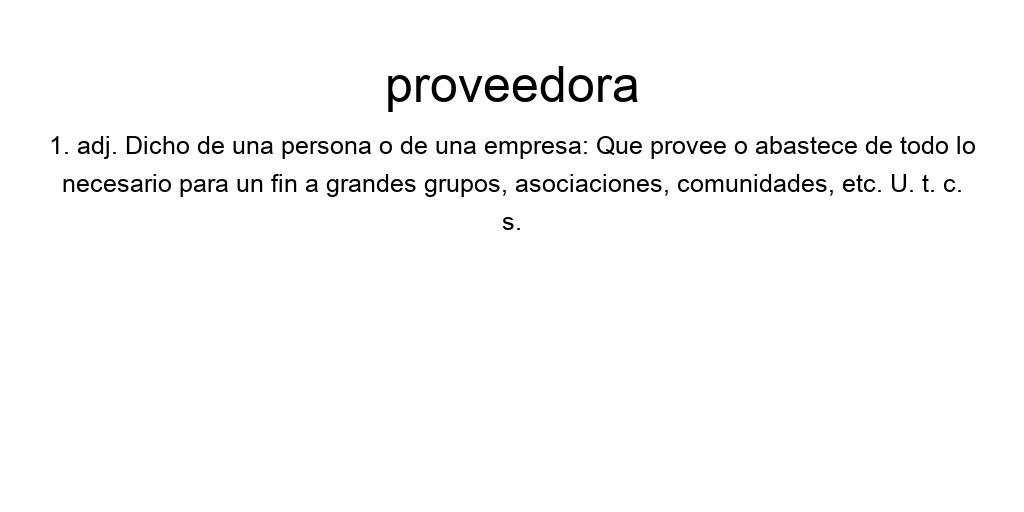 proveedora
1. adj. Dicho de una persona o de una empresa: Que provee o abastece de todo lo
necesario para un fin a grandes grupos, asociaciones, comunidades, etc. U. t. c.
s.